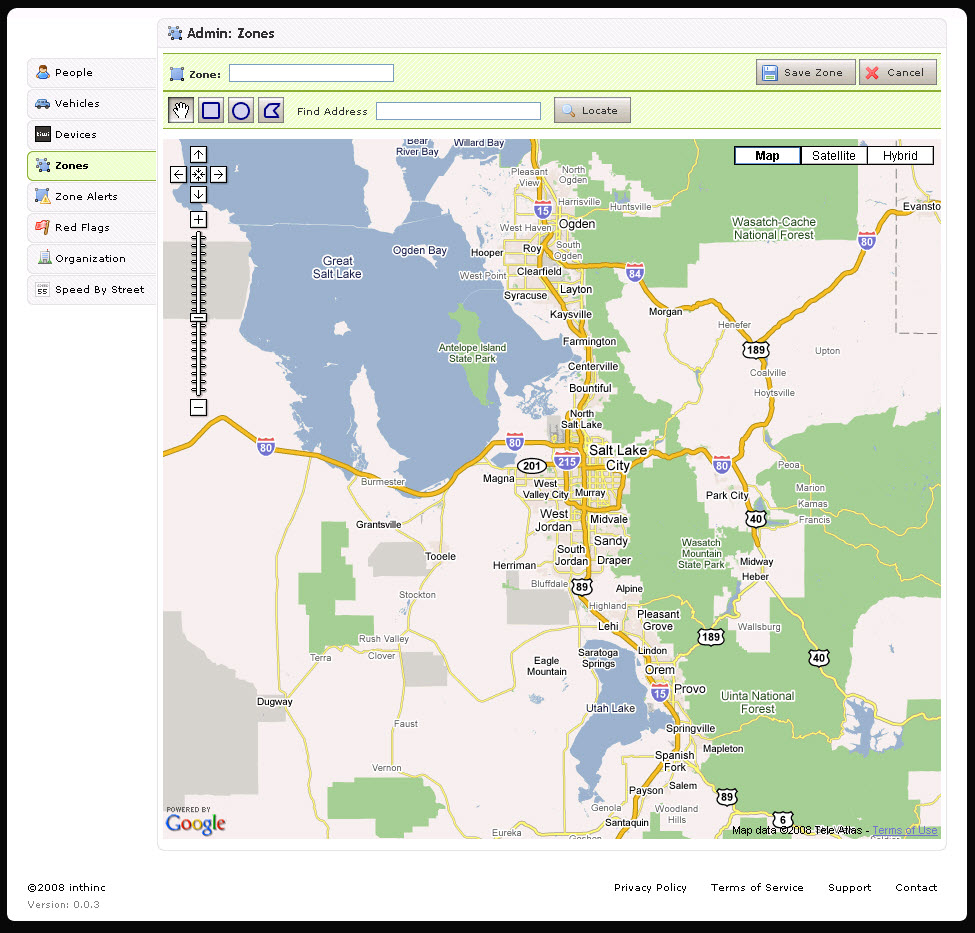 Admin: Zones
People
Vehicles
tiwi Devices
Zones
Zone Alerts
Red Flags
Organization
55 Speed By Street
Zone:
Save Zone
Cancel
Find Address
Locate
Map
Satellite
Hybrid
Bear
River Bay
Willard Bay
Pleasant
View
North
Ogden
Harrisville
Huntsville
15
West Haven
Ogden
Wasatch-Cache
National Forest
Evansto
80
Great
Salt Lake
Ogden Bay
Hooper
Roy
South
Ogden
West Point
Clearfield
84
Syracuse
Layton
Kaysville
Morgan
Henefer
Farmington
Antelope Island
State Park
189
Upton
Centerville
Coalville
Bountiful
Hoytsville
North
Salt Lake
80
80
Salt Lake
City
215
201
80
Peoa
Magna
West
Valley City
Murray
Burmester
Marion
Park City
Kamas
Grantsville
West
Jordan
Midvale
40
Francis
Sandy
Wasatch
Mountain
State Park
Tooele
South
Jordan
Draper
Midway
Herriman
Heber
Bluffdale
89
Alpine
Stockton
Highland
Pleasant
Grove
Lehi
Wallsburg
Rush Valley
189
Terra
Clover
Saratoga
Springs
Lindon
40
Eagle
Mountain
Orem
15
Provo
Uinta National
Forest
Dugway
Utah Lake
Faust
Springville
Mapleton
Spanish
Fork
Vernon
Salem
Payson
89
Genola
Woodland
Hills
POWERED BY
Google
Santaquin
6
Eureka
Goshen
Map data ©2008 Tele Atlas - Terms of Use
©2008 inthinc
Version: 0.0.3
Privacy Policy
Terms of Service
Support
Contact